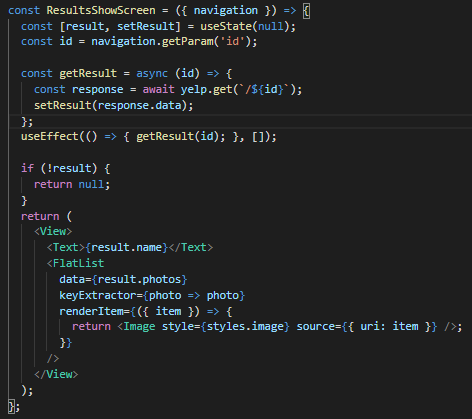 const ResultsShowScreen = ({ navigation }) => {
  const [result, setResult] = useState(null);
  const id = navigation.getParam('id');

  const getResult = async (id) => {
    const response = await yelp.get(`/${id}`);
    setResult(response.data);
  };
  useEffect(() => { getResult(id); }, []);

  if (!result) {
    return null;
  }
  return (
    <View>
      <Text>{result.name}</Text>
      <FlatList
        data={result.photos}
        keyExtractor={photo => photo}
        renderItem={({ item }) => {
          return <Image style={styles.image} source={{ uri: item }} />;
        }}
      />
    </View>
  );
};